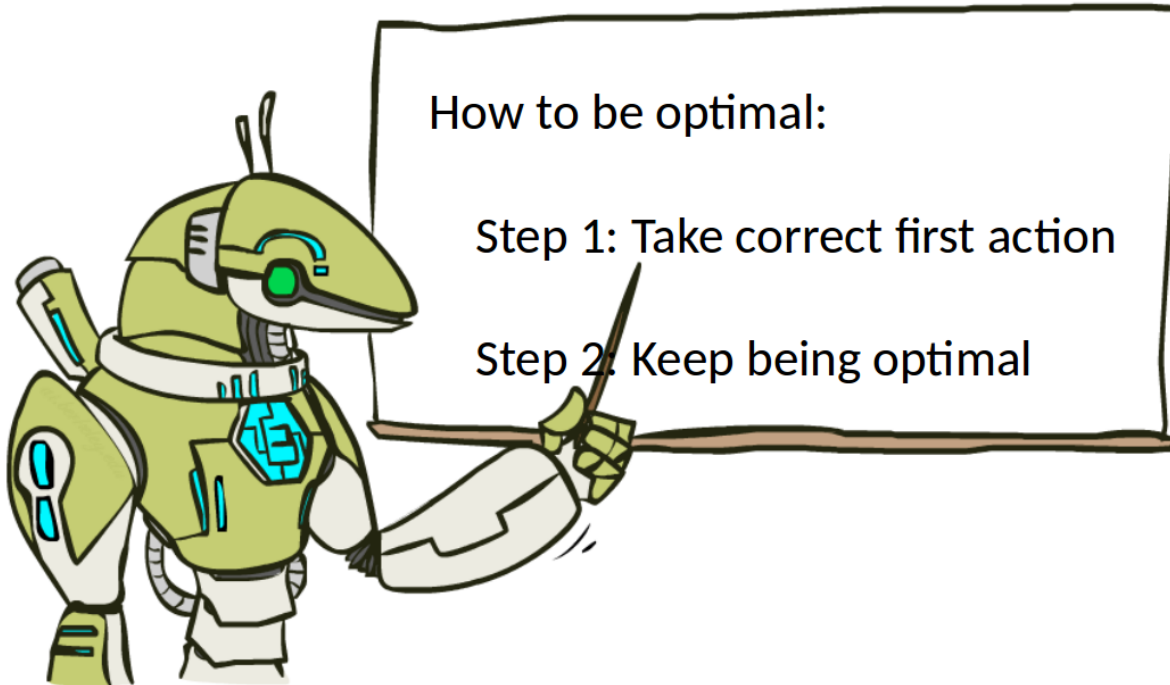 How to be optimal:
Step 1: Take correct first action
Step 2: Keep being optimal